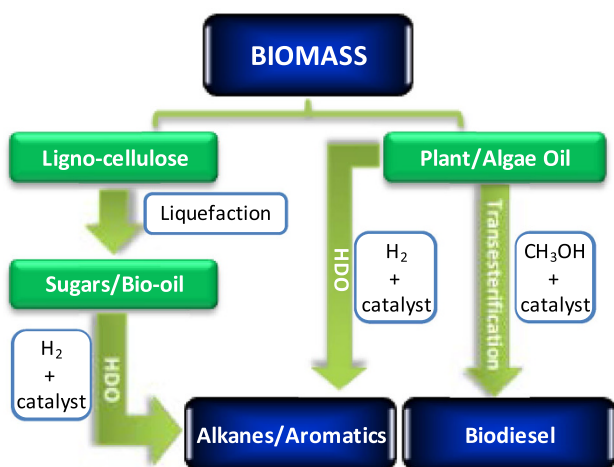 BIOMASS
Ligno-cellulose
Plant/Algae Oil
Liquefaction
HDO
H₂
+
catalyst
Transesterification
CH₃OH
+
catalyst
Sugars/Bio-oil
H₂
+
catalyst
HDO
Alkanes/Aromatics
Biodiesel